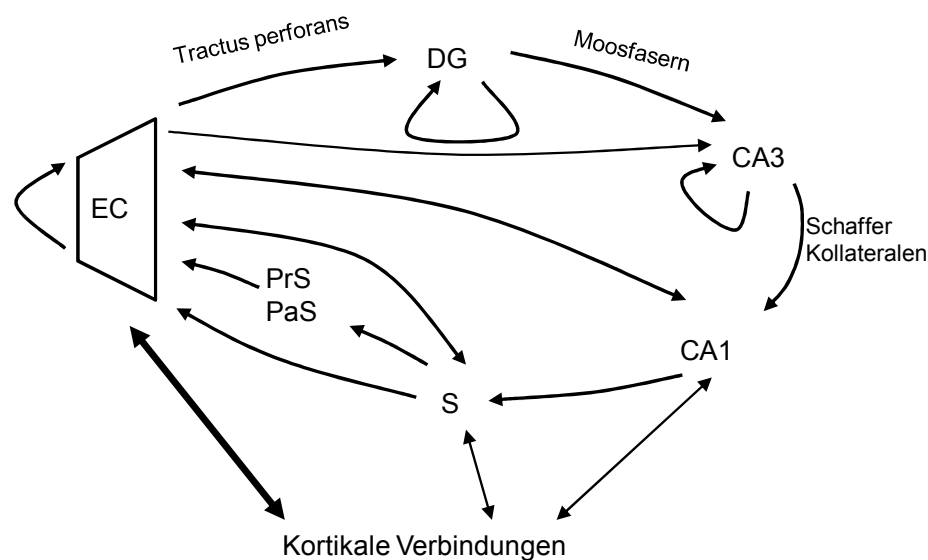 Tractus perforans
DG
Moosfasern
CA3
EC
Schaffer
Kollateralen
PrS
PaS
CA1
S
Kortikale Verbindungen